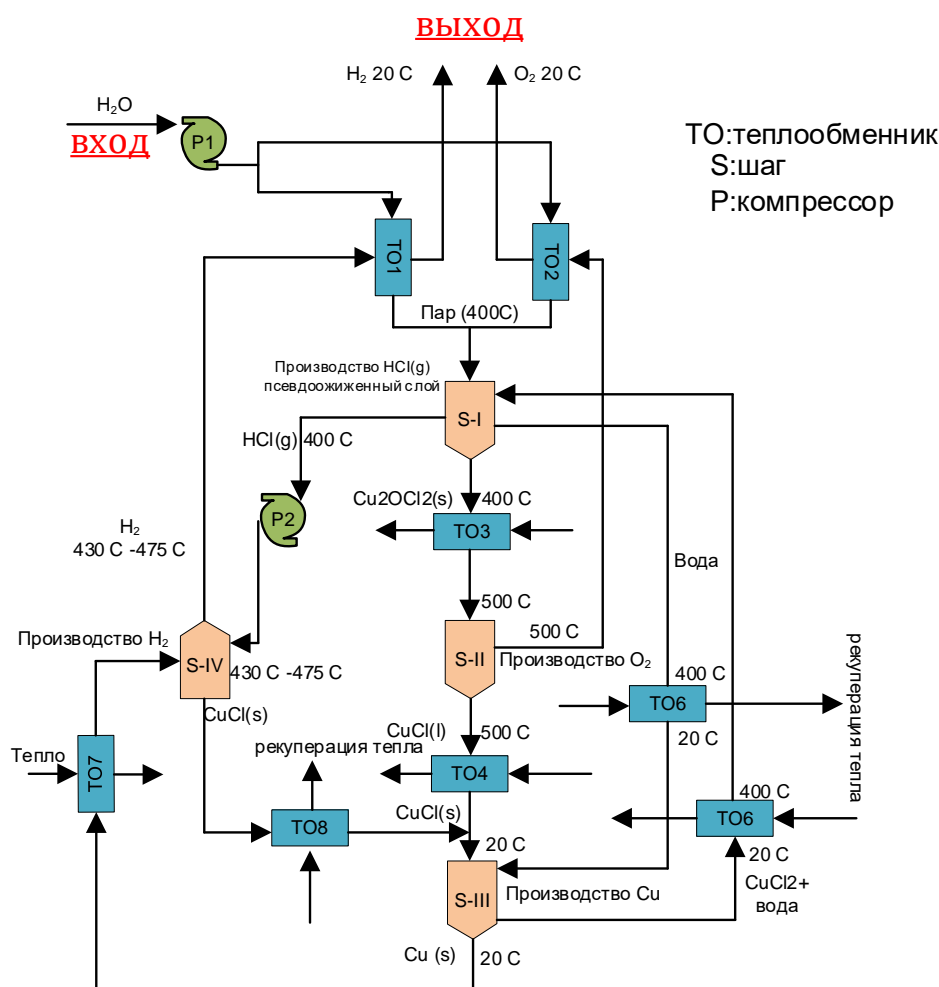 ВЫХОД
H₂ 20 C
O₂ 20 C
H₂O
P1
ВХОД
TO:теплообменник
S:шаг
P:компрессор
TO1
TO2
Пар (400C)
Производство HCl(g)
псевдоожиженный слой
S-I
HCl(g) 400 C
Cu2OCl2(s)
400 C
P2
TO3
H₂
430 C -475 C
Вода
500 C
500 C
Производство H₂
S-II
Производство O₂
S-IV
430 C -475 C
400 C
TO6
рекуперация тепла
CuCl(s)
CuCl(l)
500 C
20 C
Тепло
TO7
рекуперация тепла
TO4
400 C
TO6
TO8
CuCl(s)
20 C
20 C
S-III
Производство Cu
CuCl2+
вода
Cu (s)
20 C